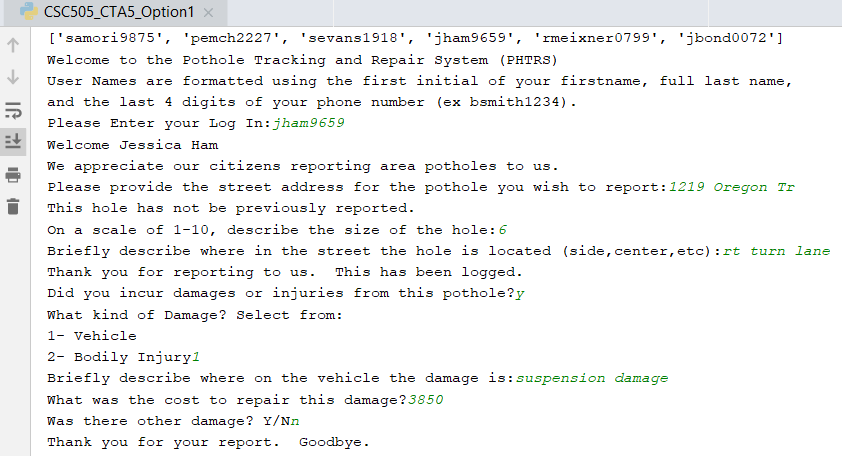 CSC505_CTA5_Option1
['samori9875', 'pemch2227', 'sevans1918', 'jham9659', 'rmeixner0799', 'jbond0072']
Welcome to the Pothole Tracking and Repair System (PHTRS)
User Names are formatted using the first initial of your firstname, full last name,
and the last 4 digits of your phone number (ex bsmith1234).
Please Enter your Log In:jham9659
Welcome Jessica Ham
We appreciate our citizens reporting area potholes to us.
Please provide the street address for the pothole you wish to report:1219 Oregon Tr
This hole has not be previously reported.
On a scale of 1-10, describe the size of the hole:6
Briefly describe where in the street the hole is located (side,center,etc):rt turn lane
Thank you for reporting to us.  This has been logged.
Did you incur damages or injuries from this pothole?y
What kind of Damage? Select from:
1- Vehicle
2- Bodily Injury1
Briefly describe where on the vehicle the damage is:suspension damage
What was the cost to repair this damage?3850
Was there other damage? Y/Nn
Thank you for your report.  Goodbye.